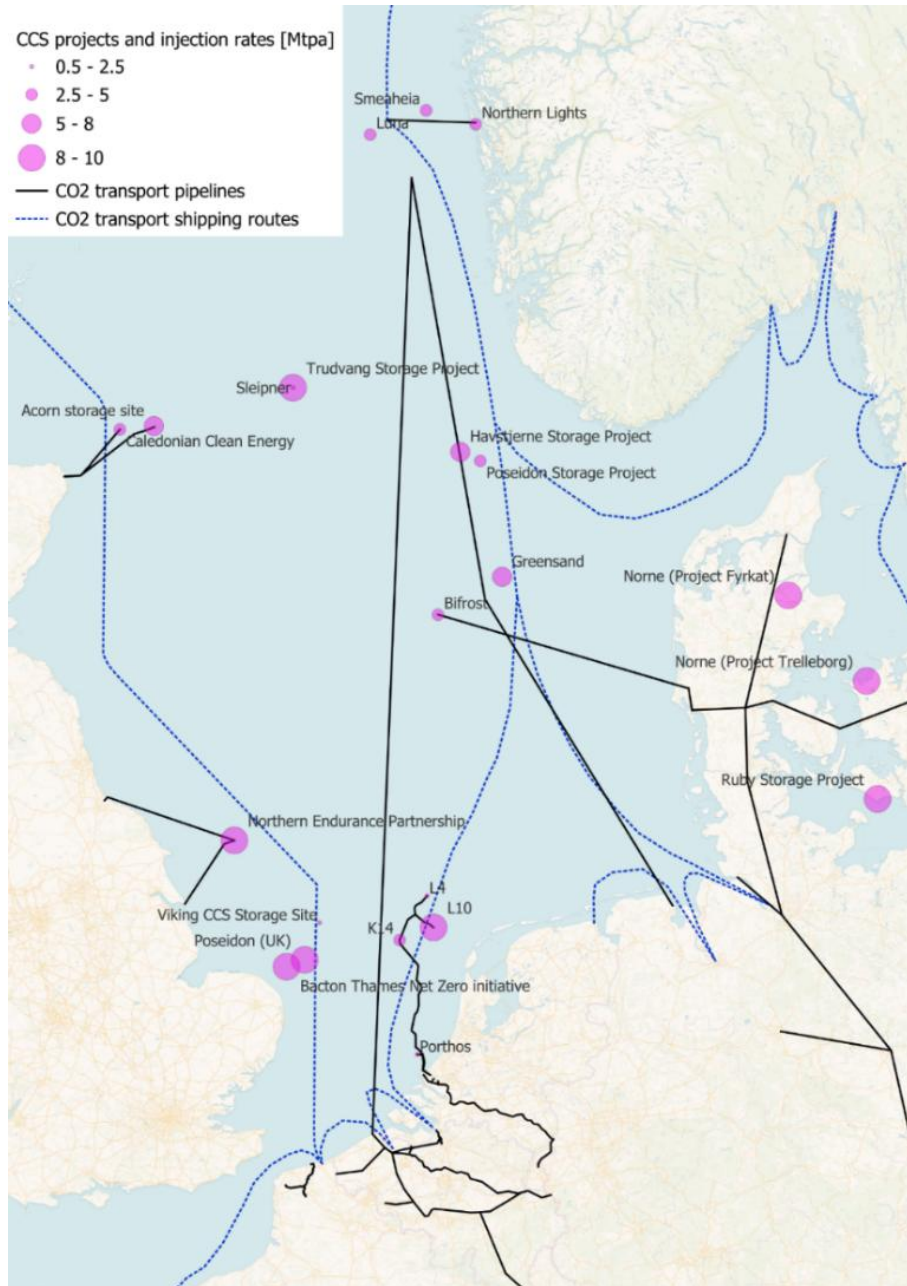 CCS projects and injection rates [Mtpa]
0.5 - 2.5
2.5 - 5
5 - 8
8 - 10
CO2 transport pipelines
CO2 transport shipping routes
Smeaheia
Luna
Northern Lights
Trudvang Storage Project
Sleipner
Acorn storage site
Caledonian Clean Energy
Havstjerne Storage Project
Poseidon Storage Project
Greensand
Norne (Project Fyrkat)
Bifrost
Norne (Project Trelleborg)
Ruby Storage Project
Northern Endurance Partnership
L4
Viking CCS Storage Site
L10
K14
Poseidon (UK)
Bacton Thames Net Zero initiative
Porthos